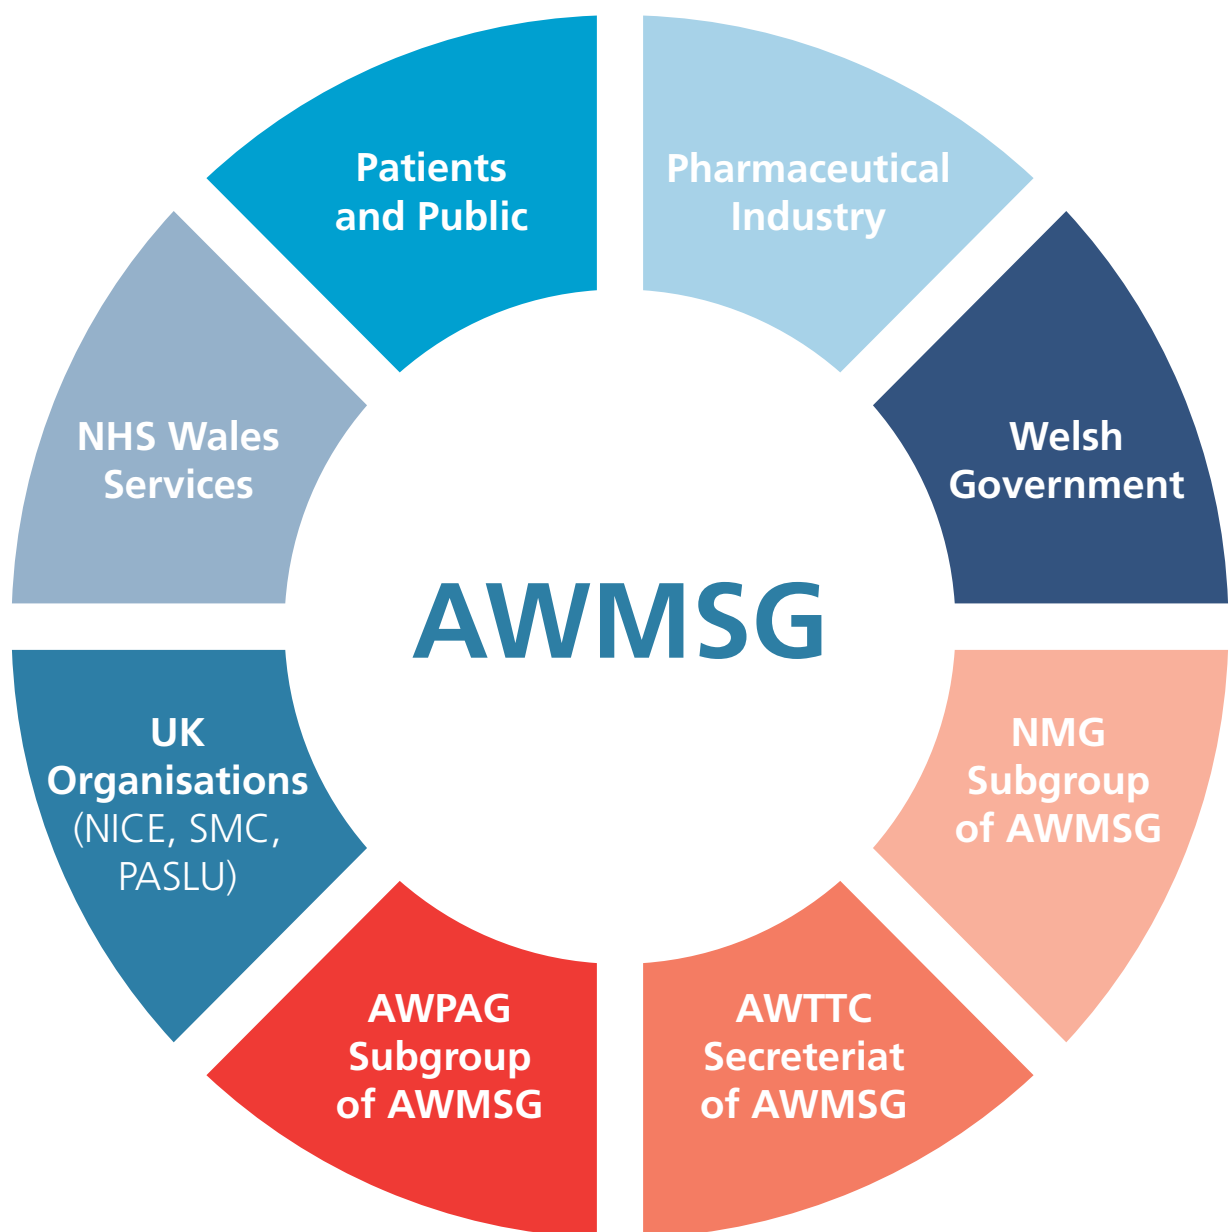 Patients
and Public
Pharmaceutical
Industry
Welsh
Government
NMG
Subgroup
of AWMSG
AWTTC
Secreteriat
of AWMSG
AWPAG
Subgroup
of AWMSG
UK
Organisations
(NICE, SMC,
PASLU)
NHS Wales
Services
AWMSG